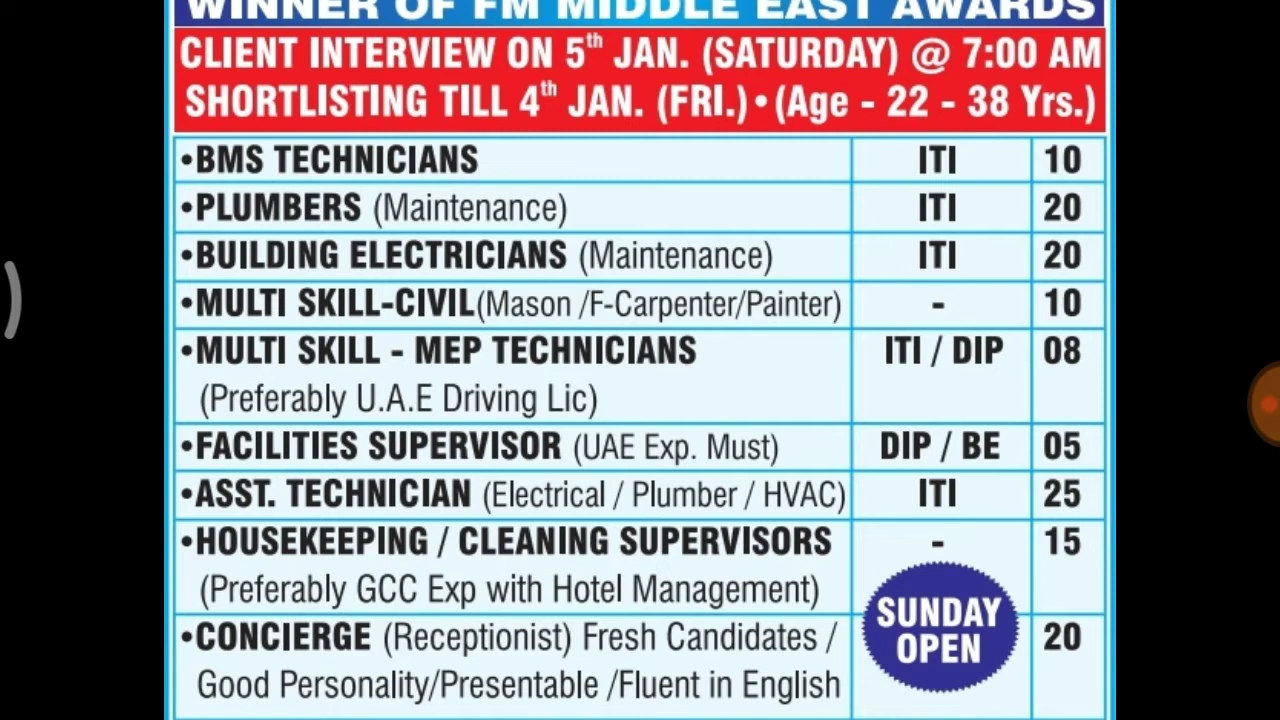 WINNER OF FM MIDDLE EAST AWARDS
CLIENT INTERVIEW ON 5th JAN. (SATURDAY) @ 7:00 AM
SHORTLISTING TILL 4th JAN. (FRI.) • (Age - 22 - 38 Yrs.)
•BMS TECHNICIANS ITI 10
•PLUMBERS (Maintenance) ITI 20
•BUILDING ELECTRICIANS (Maintenance) ITI 20
•MULTI SKILL-CIVIL(Mason /F-Carpenter/Painter) - 10
•MULTI SKILL - MEP TECHNICIANS ITI / DIP 08
(Preferably U.A.E Driving Lic)
•FACILITIES SUPERVISOR (UAE Exp. Must) DIP / BE 05
•ASST. TECHNICIAN (Electrical / Plumber / HVAC) ITI 25
•HOUSEKEEPING / CLEANING SUPERVISORS - 15
(Preferably GCC Exp with Hotel Management)
•CONCIERGE (Receptionist) Fresh Candidates / 20
Good Personality/Presentable /Fluent in English
SUNDAY
OPEN